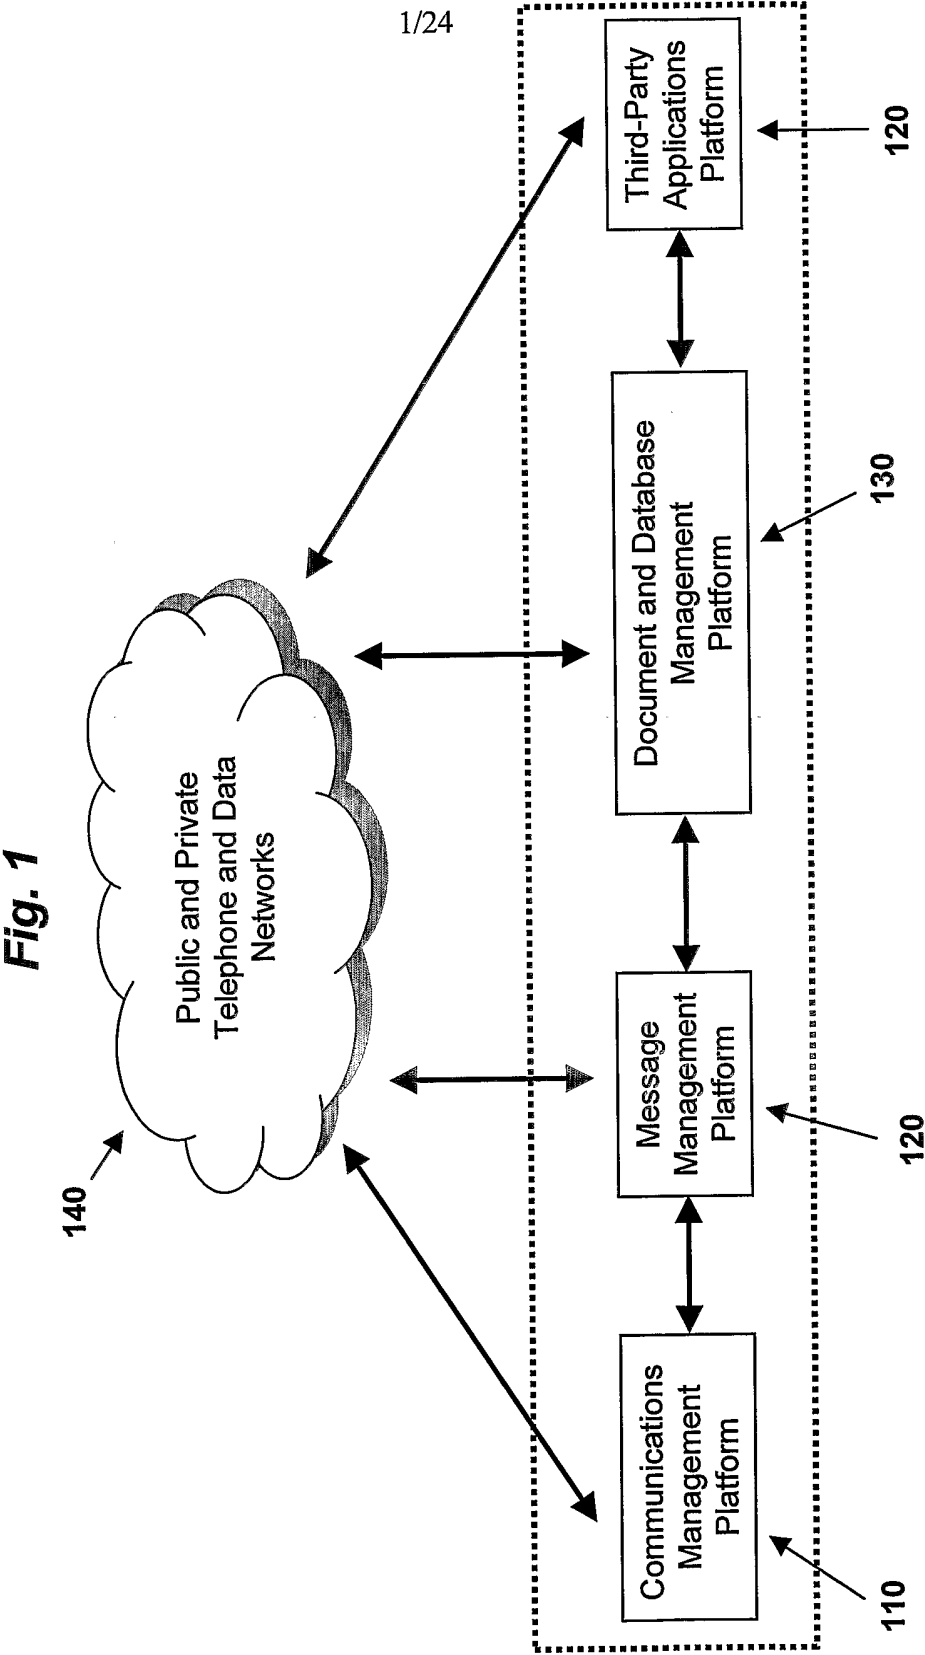 1/24
Fig. 1
140
Public and Private
Telephone and Data
Networks
Communications
Management
Platform
110
Message
Management
Platform
120
Document and Database
Management
Platform
130
Third-Party
Applications
Platform
120